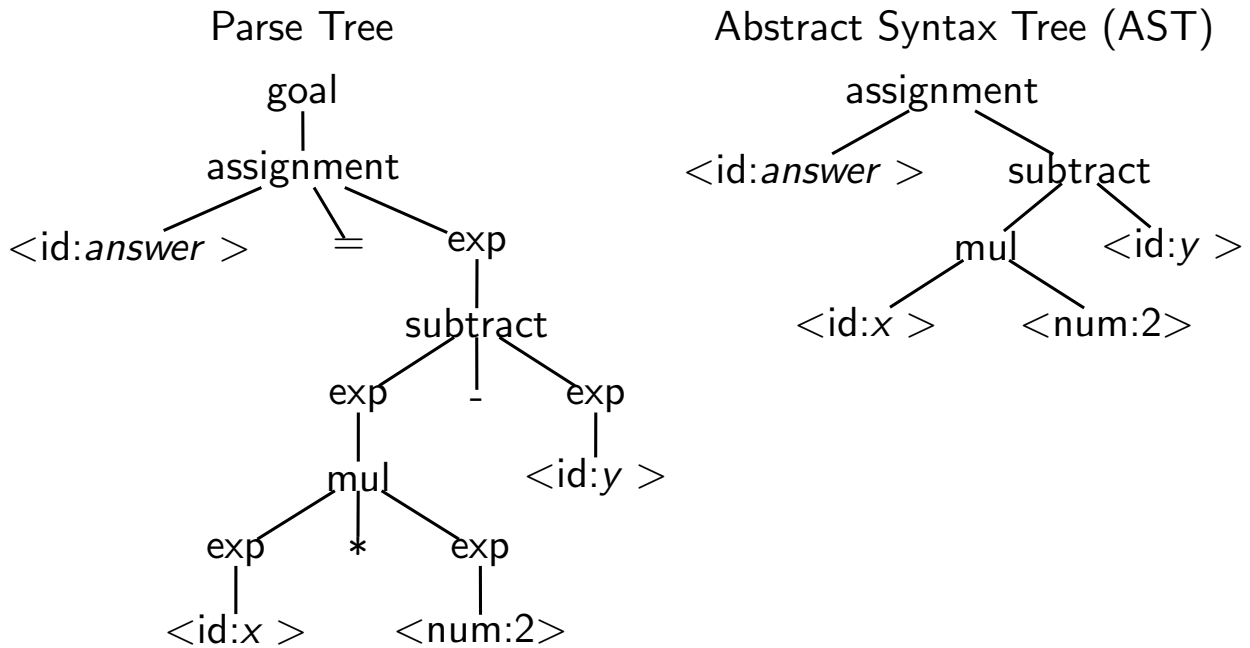 Parse Tree
goal
assignment
<id:answer >
=
exp
subtract
exp
-
exp
mul
<id:y >
exp
*
exp
<id:x >
<num:2>
Abstract Syntax Tree (AST)
assignment
<id:answer >
subtract
mul
<id:y >
<id:x >
<num:2>